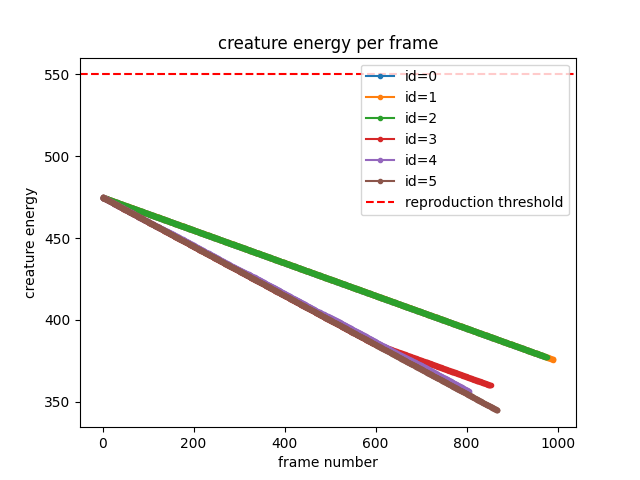 creature energy per frame
creature energy
550
500
450
400
350
id=0
id=1
id=2
id=3
id=4
id=5
reproduction threshold
0
200
400
600
800
1000
frame number